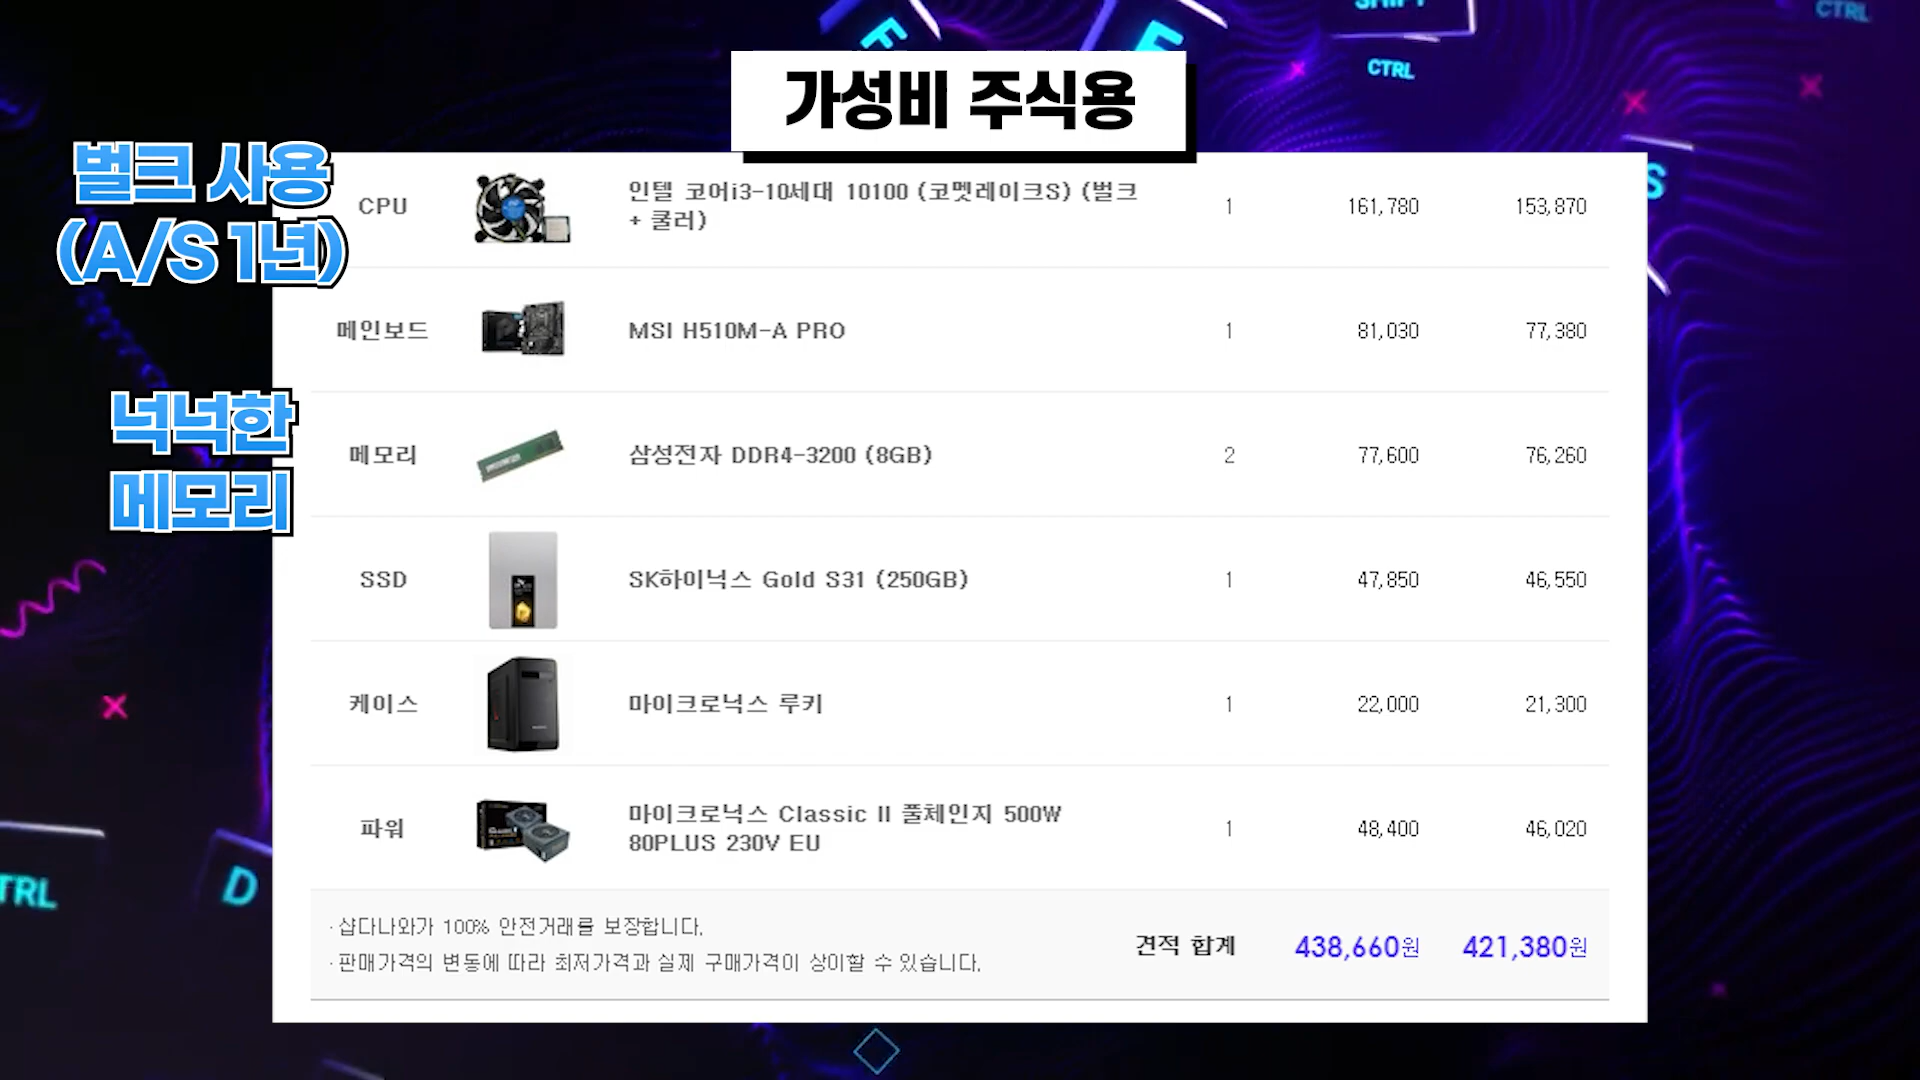 F
F
SHIFT
CTRL
CTRL
가성비 주식용
벌크 사용
(A/S 1년)
CPU
인텔 코어i3-10세대 10100 (코멧레이크S) (벌크
+ 쿨러)
1
161,780
153,870
S
메인보드
MSI H510M-A PRO
1
81,030
77,380
넉넉한
메모리
메모리
삼성전자 DDR4-3200 (8GB)
2
77,600
76,260
SSD
SK하이닉스 Gold S31 (250GB)
1
47,850
46,550
케이스
마이크로닉스 루키
1
22,000
21,300
파워
마이크로닉스 Classic II 풀체인지 500W
80PLUS 230V EU
1
48,400
46,020
TRL
D
· 샵다나와가 100% 안전거래를 보장합니다.
· 판매가격의 변동에 따라 최저가격과 실제 구매가격이 상이할 수 있습니다.
견적 합계
438,660원
421,380원